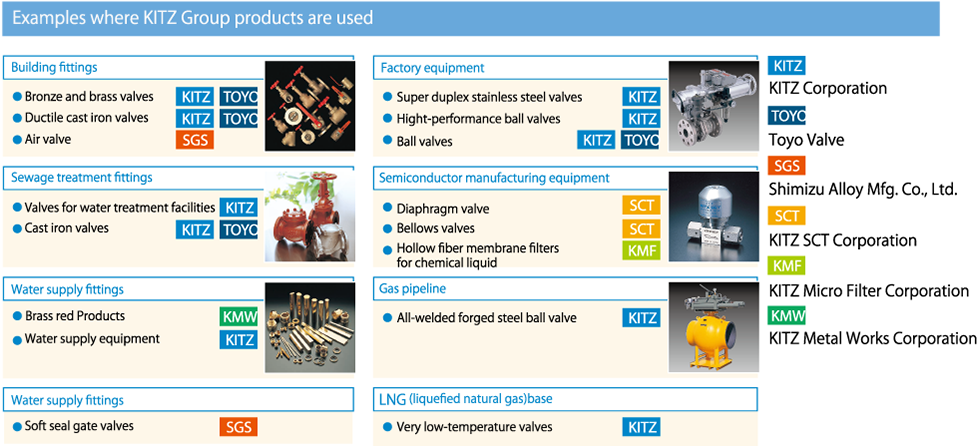 Examples where KITZ Group products are used
Building fittings
Bronze and brass valves KITZ TOYO
Ductile cast iron valves KITZ TOYO
Air valve SGS
Sewage treatment fittings
Valves for water treatment facilities KITZ
Cast iron valves KITZ TOYO
Water supply fittings
Brass red Products KMW
Water supply equipment KITZ
Water supply fittings
Soft seal gate valves SGS
Factory equipment
Super duplex stainless steel valves KITZ
Hight-performance ball valves KITZ
Ball valves KITZ TOYO
Semiconductor manufacturing equipment
Diaphragm valve SCT
Bellows valves SCT
Hollow fiber membrane filters KMF
for chemical liquid
Gas pipeline
All-welded forged steel ball valve KITZ
LNG (liquefied natural gas)base
Very low-temperature valves KITZ
KITZ
KITZ Corporation
TOYO
Toyo Valve
SGS
Shimizu Alloy Mfg. Co., Ltd.
SCT
KITZ SCT Corporation
KMF
KITZ Micro Filter Corporation
KMW
KITZ Metal Works Corporation